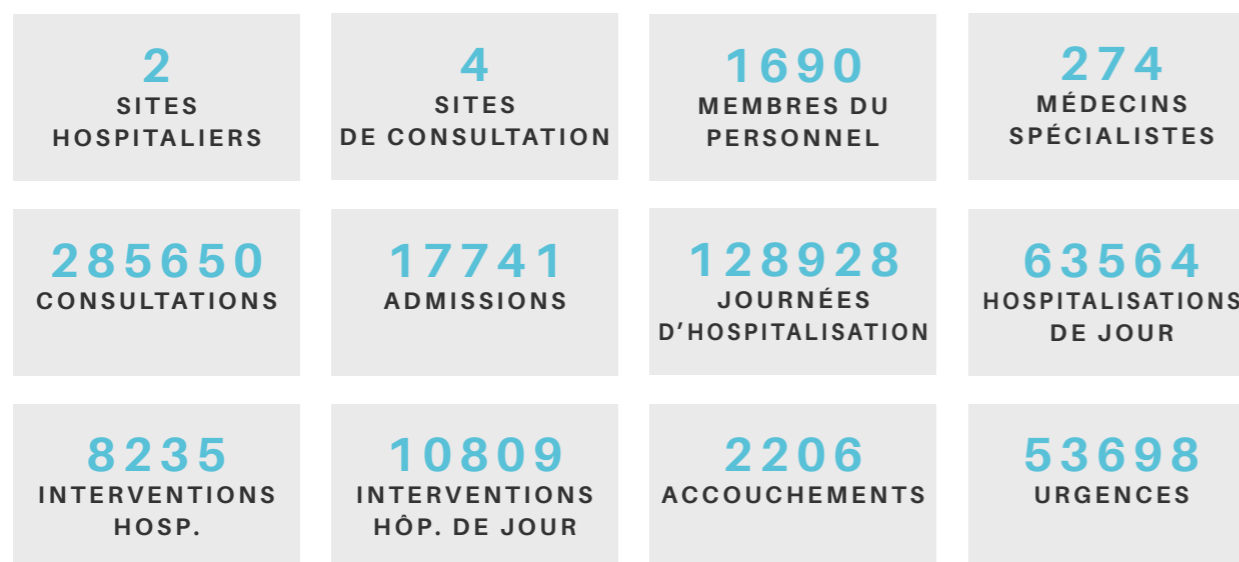 2
SITES
HOSPITALIERS
4
SITES
DE CONSULTATION
1690
MEMBRES DU
PERSONNEL
274
MÉDECINS
SPÉCIALISTES
285650
CONSULTATIONS
17741
ADMISSIONS
128928
JOURNÉES
D’HOSPITALISATION
63564
HOSPITALISATIONS
DE JOUR
8235
INTERVENTIONS
HOSP.
10809
INTERVENTIONS
HÔP. DE JOUR
2206
ACCOUCHEMENTS
53698
URGENCES